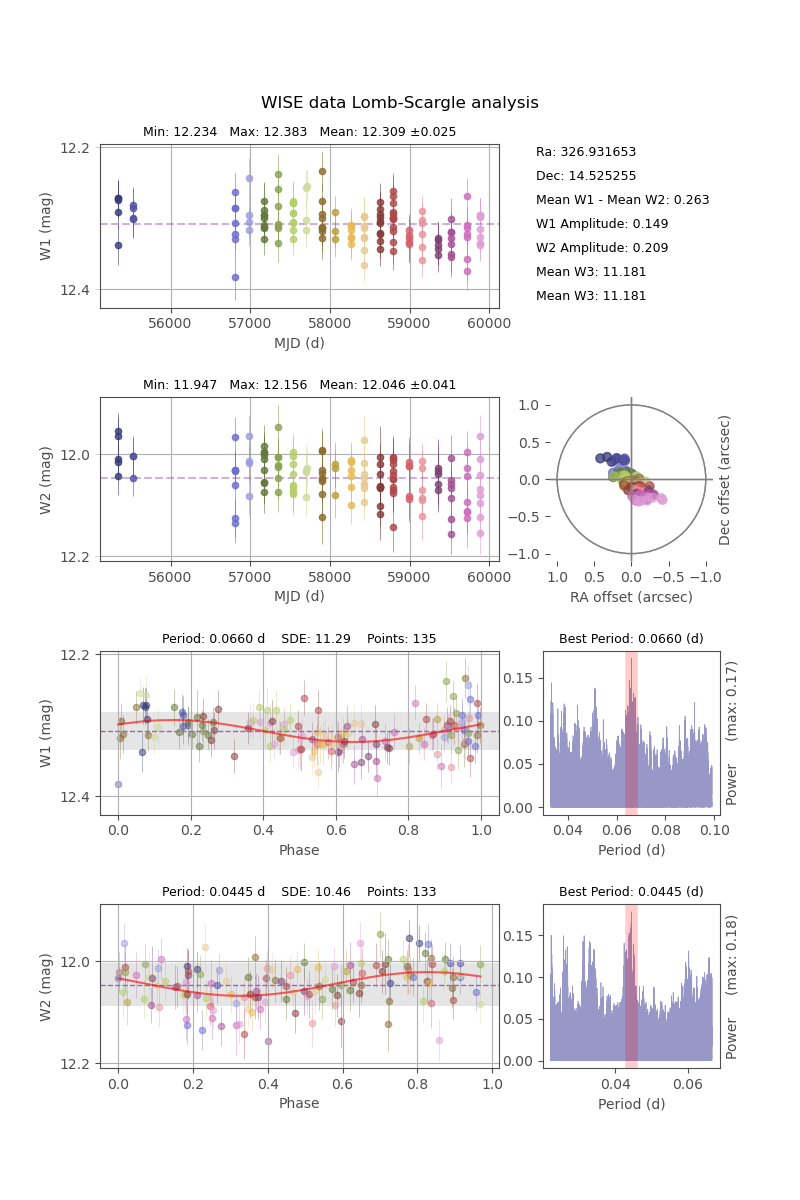 WISE data Lomb-Scargle analysis
Min: 12.234   Max: 12.383   Mean: 12.309 ±0.025
12.2
12.4
W1 (mag)
56000 57000 58000 59000 60000
MJD (d)
Ra: 326.931653
Dec: 14.525255
Mean W1 - Mean W2: 0.263
W1 Amplitude: 0.149
W2 Amplitude: 0.209
Mean W3: 11.181
Mean W3: 11.181
Min: 11.947   Max: 12.156   Mean: 12.046 ±0.041
12.0
12.2
W2 (mag)
56000 57000 58000 59000 60000
MJD (d)
1.0
0.5
0.0
−0.5
−1.0
1.0 0.5 0.0 −0.5 −1.0
RA offset (arcsec)
Dec offset (arcsec)
Period: 0.0660 d    SDE: 11.29    Points: 135
12.2
12.4
W1 (mag)
0.0 0.2 0.4 0.6 0.8 1.0
Phase
Best Period: 0.0660 (d)
0.15
0.10
0.05
0.00
0.04 0.06 0.08 0.10
Period (d)
Power    (max: 0.17)
Period: 0.0445 d    SDE: 10.46    Points: 133
12.0
12.2
W2 (mag)
0.0 0.2 0.4 0.6 0.8 1.0
Phase
Best Period: 0.0445 (d)
0.15
0.10
0.05
0.00
0.04 0.06
Period (d)
Power    (max: 0.18)